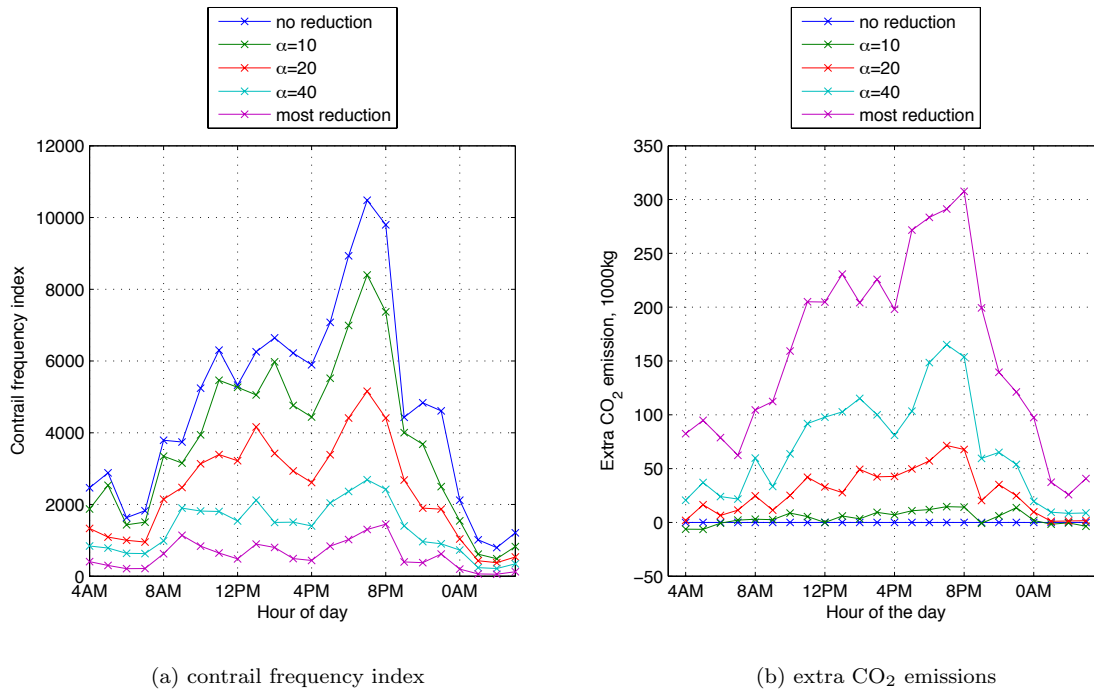 no reduction
α=10
α=20
α=40
most reduction
12000
10000
8000
6000
4000
2000
0
Contrail frequency index
4AM 8AM 12PM 4PM 8PM 0AM
Hour of day
(a) contrail frequency index
no reduction
α=10
α=20
α=40
most reduction
350
300
250
200
150
100
50
0
−50
Extra CO₂ emission, 1000kg
4AM 8AM 12PM 4PM 8PM 0AM
Hour of the day
(b) extra CO₂ emissions